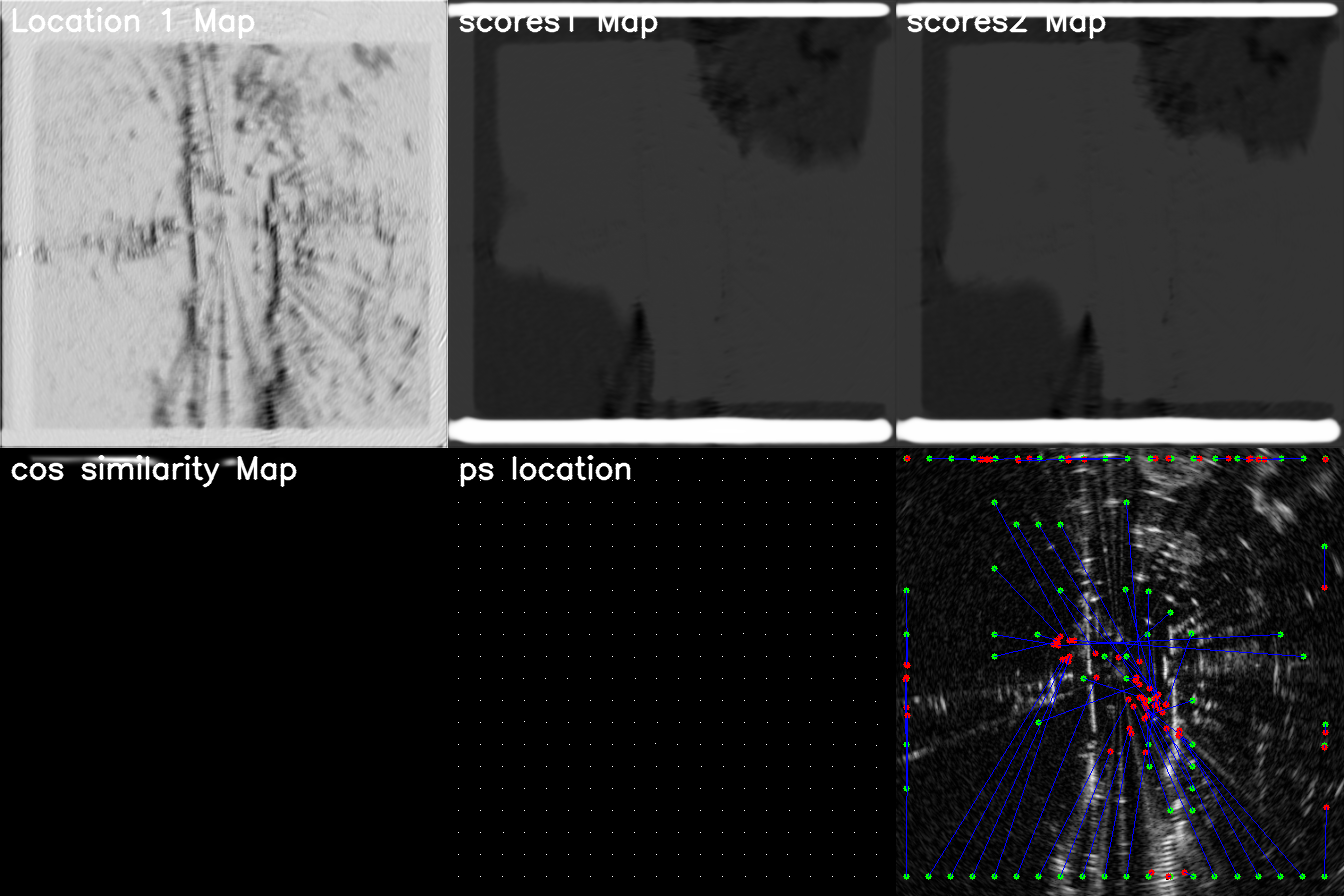 Location 1 Map
scores1 Map
scores2 Map
cos similarity Map
ps location